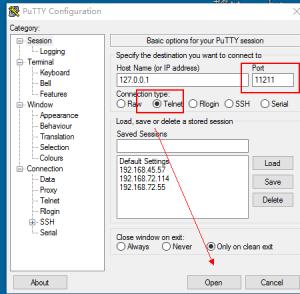 PuTTY Configuration
Category:
Session
Logging
Terminal
Keyboard
Bell
Features
Window
Appearance
Behaviour
Translation
Selection
Colours
Connection
Data
Proxy
Telnet
Rlogin
SSH
Serial
Basic options for your PuTTY session
Specify the destination you want to connect to
Host Name (or IP address) Port
127.0.0.1 11211
Connection type:
Raw Telnet Rlogin SSH Serial
Load, save or delete a stored session
Saved Sessions
Default Settings
192.168.45.57
192.168.72.114
192.168.72.55
Load
Save
Delete
Close window on exit:
Always Never Only on clean exit
About Open Cancel